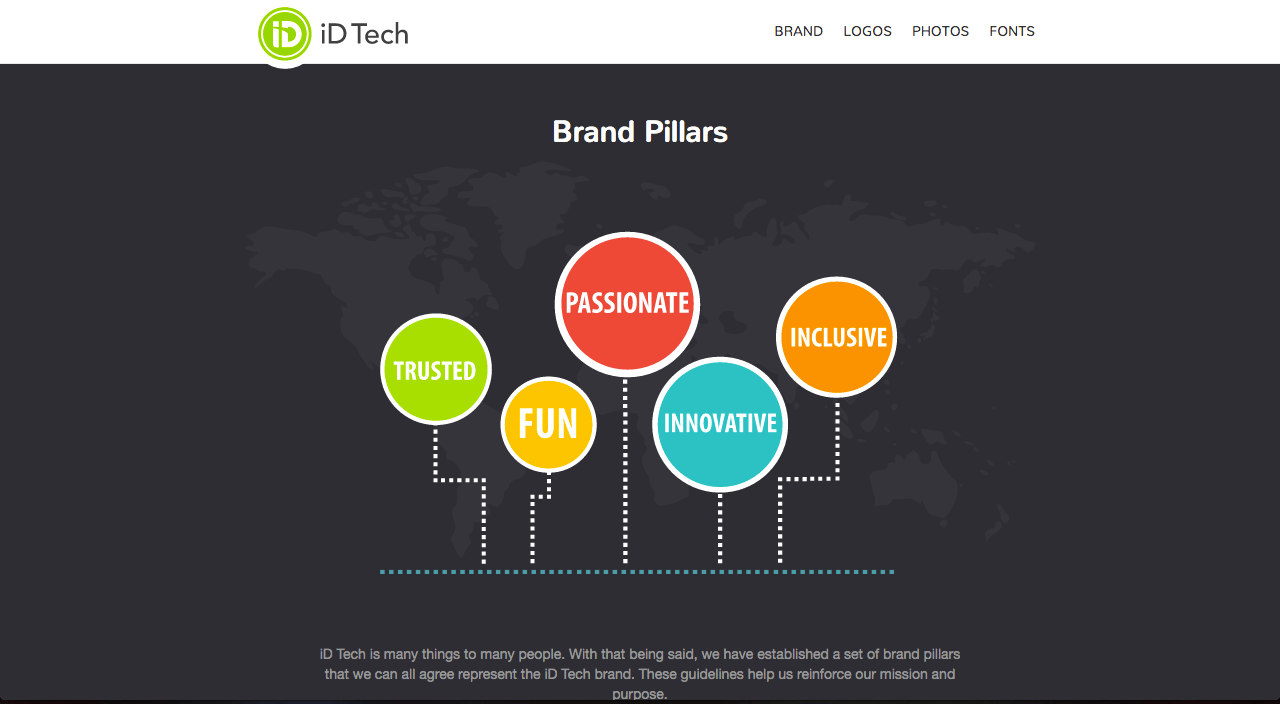 iD
iD Tech
BRAND LOGOS PHOTOS FONTS
Brand Pillars
PASSIONATE
INCLUSIVE
TRUSTED
FUN
INNOVATIVE
iD Tech is many things to many people. With that being said, we have established a set of brand pillars
that we can all agree represent the iD Tech brand. These guidelines help us reinforce our mission and
purpose.